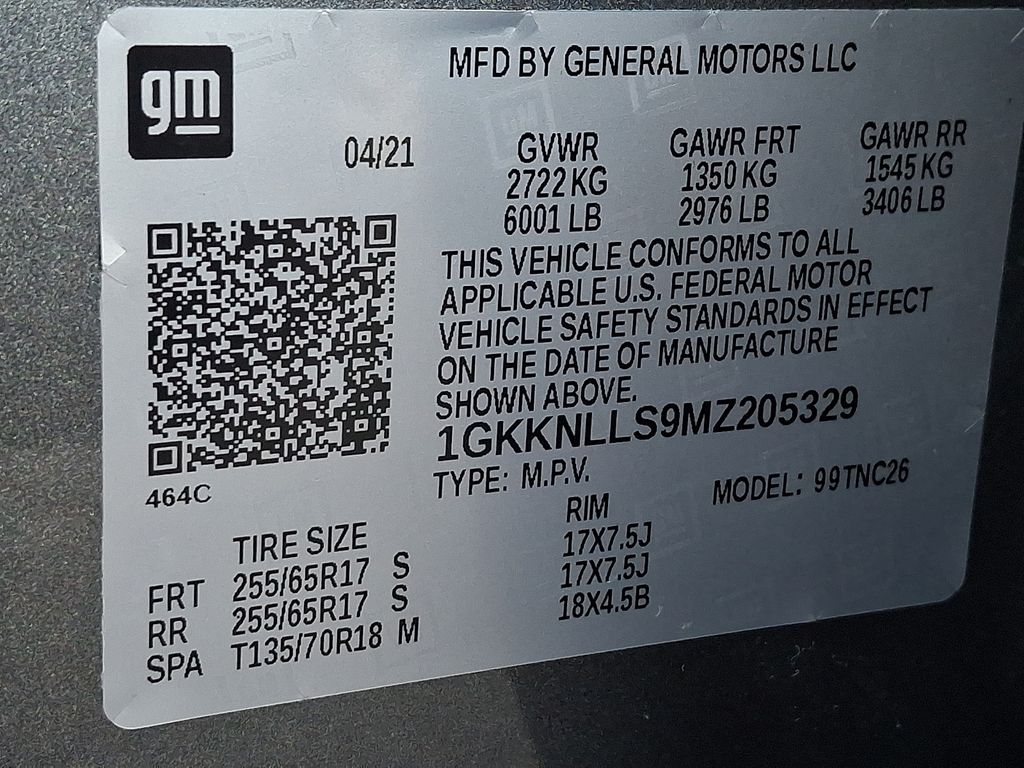 gm
MFD BY GENERAL MOTORS LLC
04/21
GVWR GAWR FRT GAWR RR
2722 KG 1350 KG 1545 KG
6001 LB 2976 LB 3406 LB
THIS VEHICLE CONFORMS TO ALL
APPLICABLE U.S. FEDERAL MOTOR
VEHICLE SAFETY STANDARDS IN EFFECT
ON THE DATE OF MANUFACTURE
SHOWN ABOVE.
1GKKNLLS9MZ205329
TYPE: M.P.V. MODEL: 99TNC26
464C
TIRE SIZE RIM
FRT 255/65R17 S 17X7.5J
RR 255/65R17 S 17X7.5J
SPA T135/70R18 M 18X4.5B